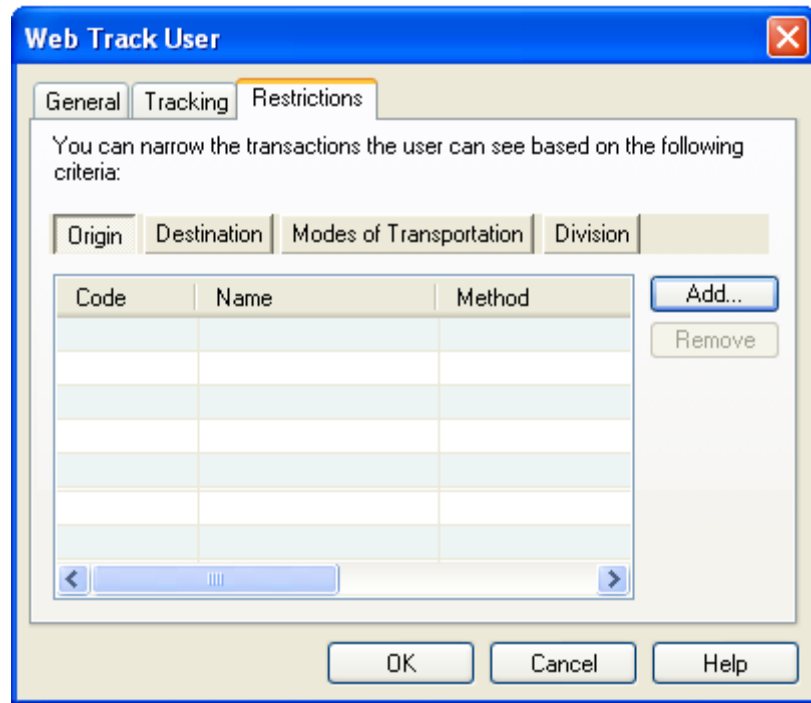 Web Track User
General Tracking Restrictions
You can narrow the transactions the user can see based on the following
criteria:
Origin Destination Modes of Transportation Division
Code Name Method Add...
Remove
OK Cancel Help